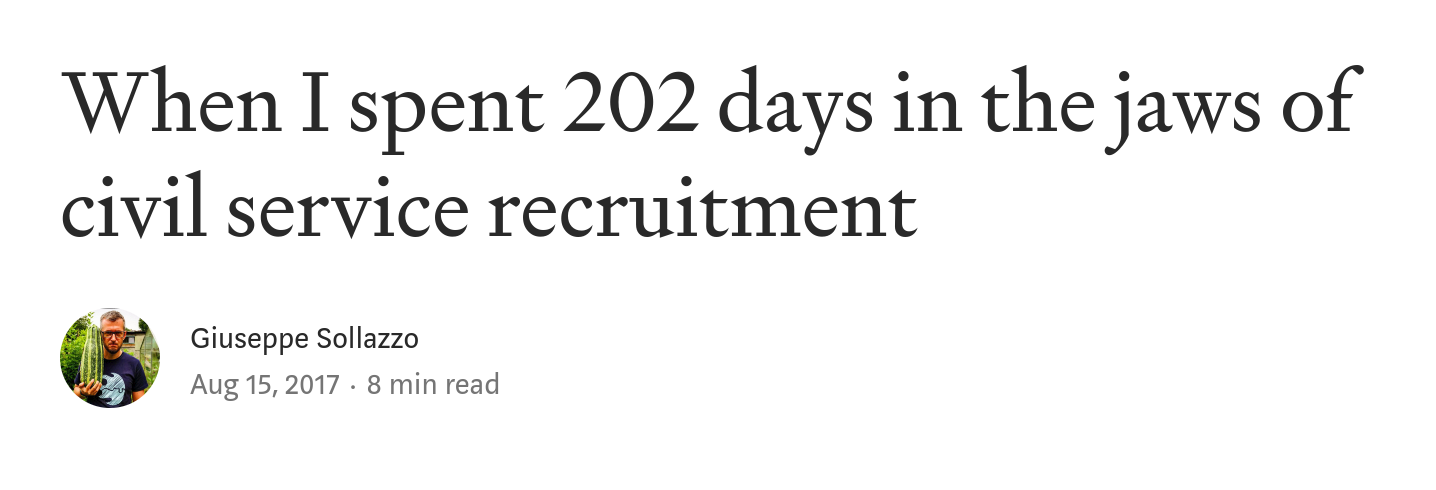 When I spent 202 days in the jaws of
civil service recruitment
Giuseppe Sollazzo
Aug 15, 2017 · 8 min read